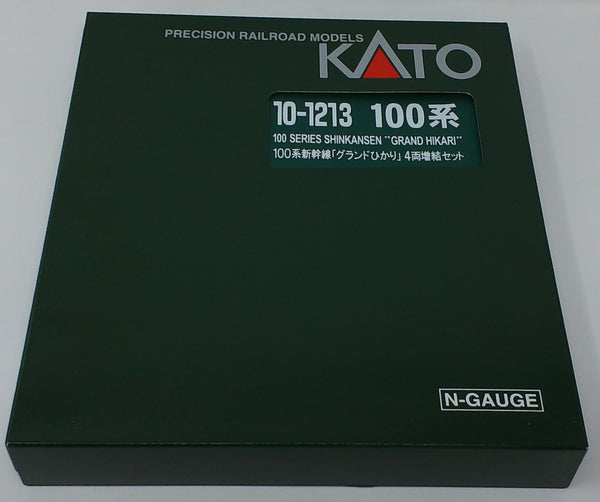 PRECISION RAILROAD MODELS
KATO
10-1213 100系
100 SERIES SHINKANSEN "GRAND HIKARI"
100系新幹線「グランドひかり」4両増結セット
N-GAUGE